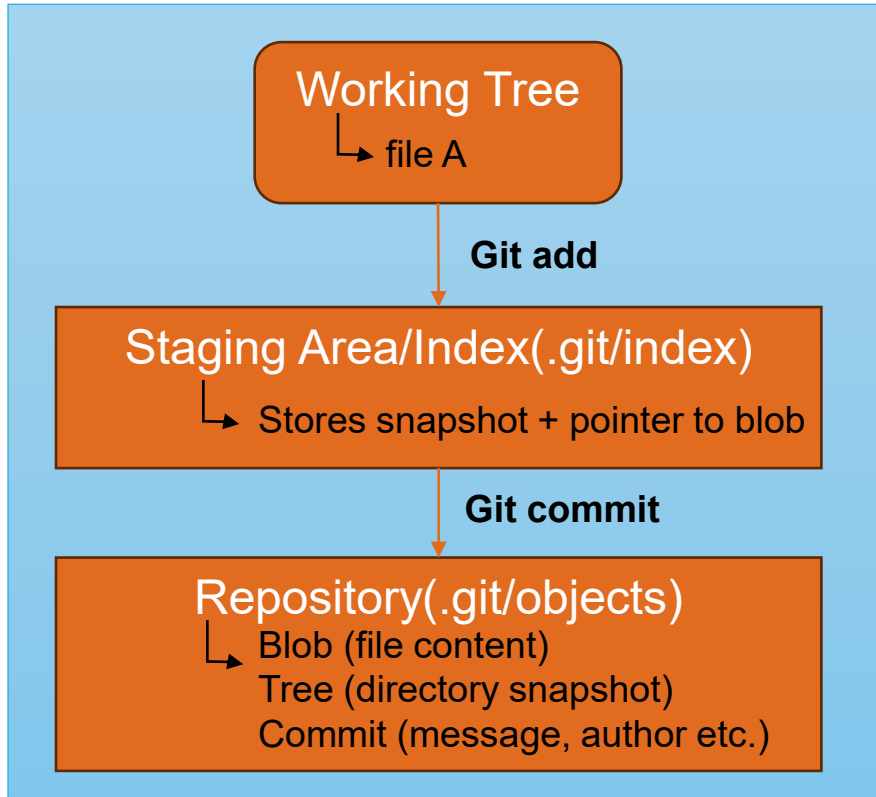 Working Tree
file A
Git add
Staging Area/Index(.git/index)
Stores snapshot + pointer to blob
Git commit
Repository(.git/objects)
Blob (file content)
Tree (directory snapshot)
Commit (message, author etc.)